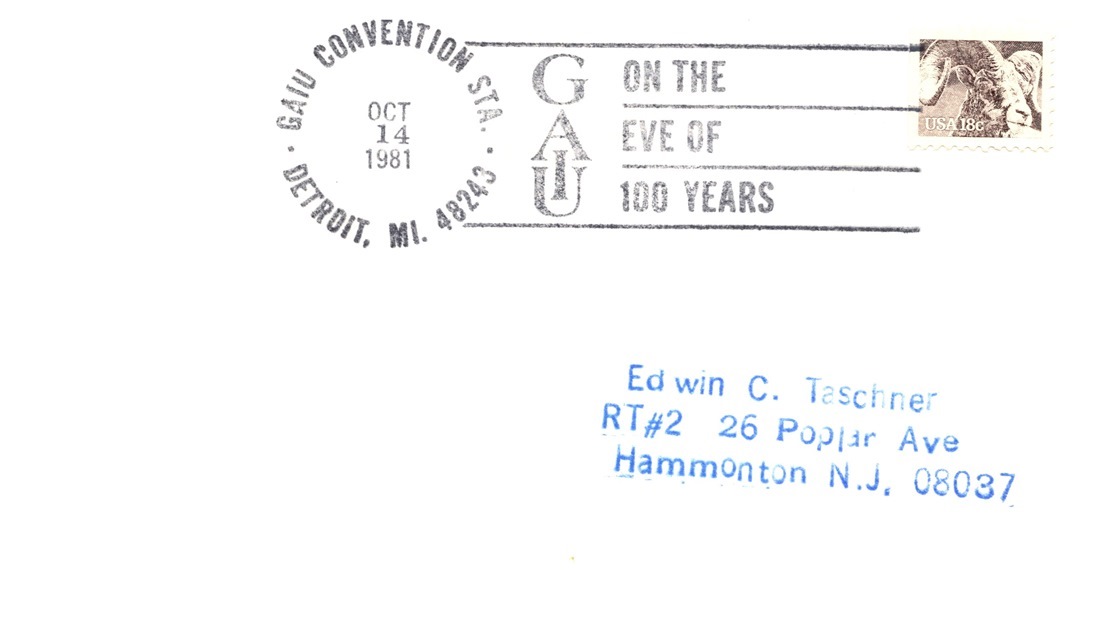 GAIU CONVENTION STA.
OCT
14
1981
· DETROIT, MI. 48243 ·
GAIU
ON THE
EVE OF
100 YEARS
USA 18c
Edwin C. Taschner
RT#2 26 Poplar Ave
Hammonton N.J. 08037